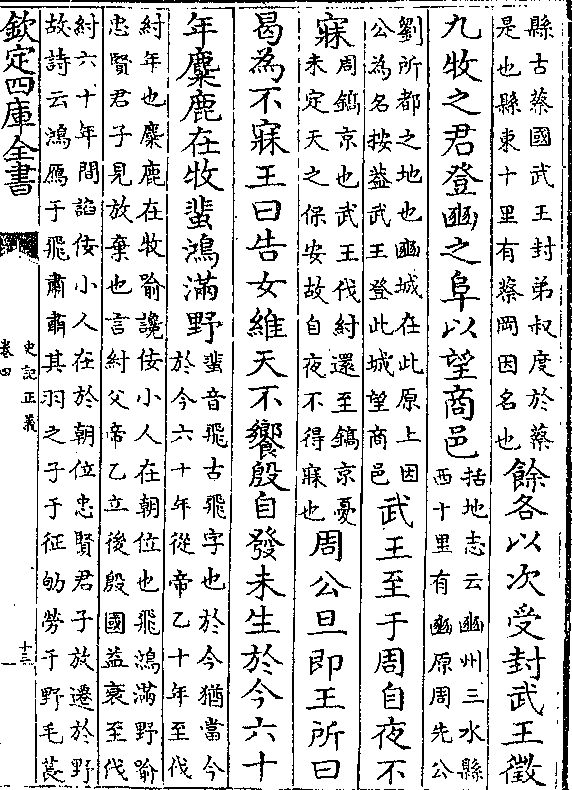 縣古蔡國武王封弟叔度於蔡
是也縣東十里有蔡岡因名也
餘各以次受封武王徵
九牧之君登豳之阜以望商邑
括地志云豳州三水縣
西十里有豳原周先公
劉所都之地也豳城在此原上因
公為名按蓋武王登此城望商邑
武王至于周自夜不
寐
周鎬京也武王伐紂還至鎬京憂
未定天之保安故自夜不得寐也
周公旦即王所曰
曷為不寐王曰告女維天不饗殷自發未生於今六十
年麋鹿在牧蜚鴻滿野
蜚音飛古飛字也於今猶當今
於今六十年從帝乙十年至伐
紂年也麋鹿在牧喻讒佞小人在朝位也飛鴻滿野喻
忠賢君子見放棄也言紂父帝乙立後殷國益衰至伐
紂六十年間諂佞小人在於朝位忠賢君子放遷於野
故詩云鴻鴈于飛肅肅其羽之子于征劬勞于野毛萇
欽定四庫全書
史記正義
卷四
十三